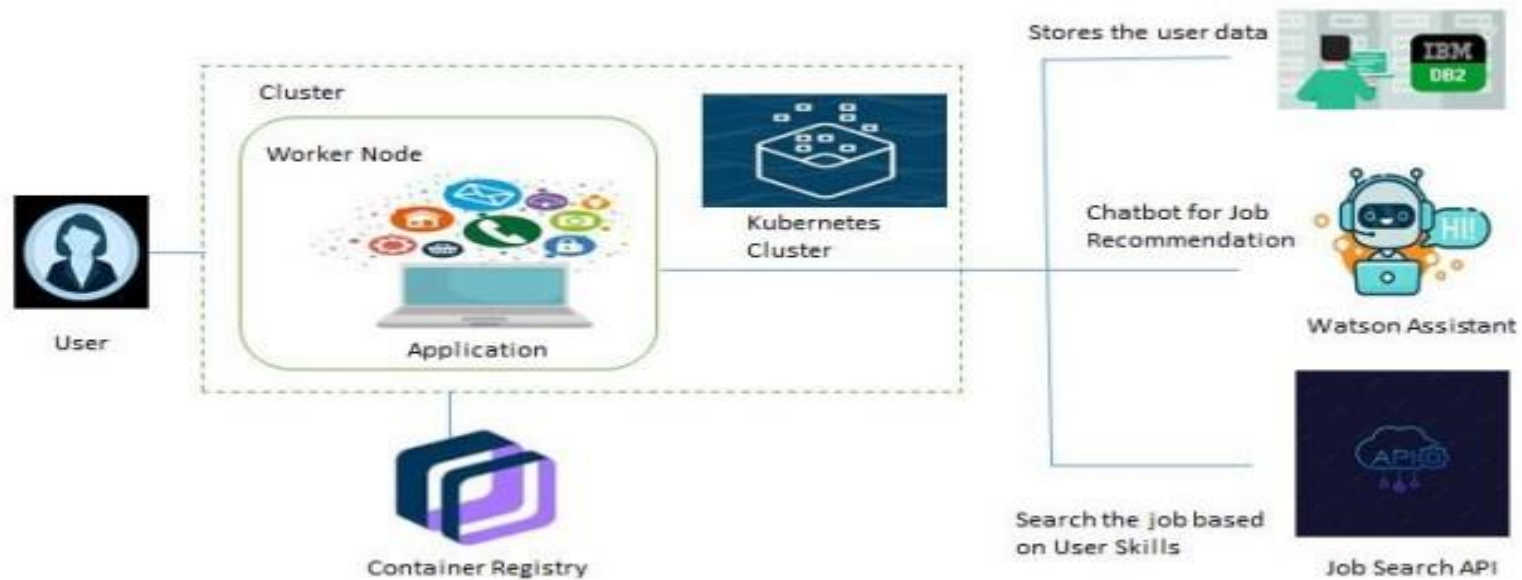 Stores the user data
IBM
DB2
Cluster
Worker Node
Kubernetes
Cluster
Chatbot for Job
Recommendation
HI!
User
Application
Watson Assistant
API
Search the job based
on User Skills
Container Registry
Job Search API